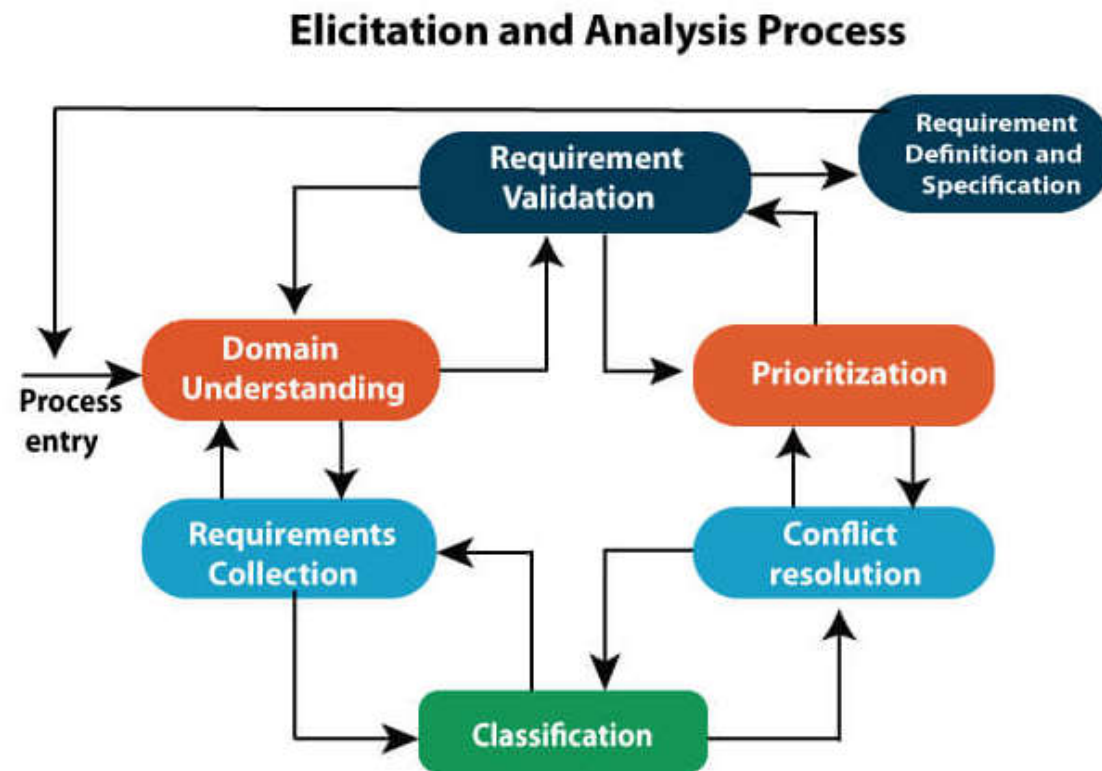 Elicitation and Analysis Process
Requirement
Definition and
Specification
Requirement
Validation
Domain
Understanding
Prioritization
Process
entry
Requirements
Collection
Conflict
resolution
Classification